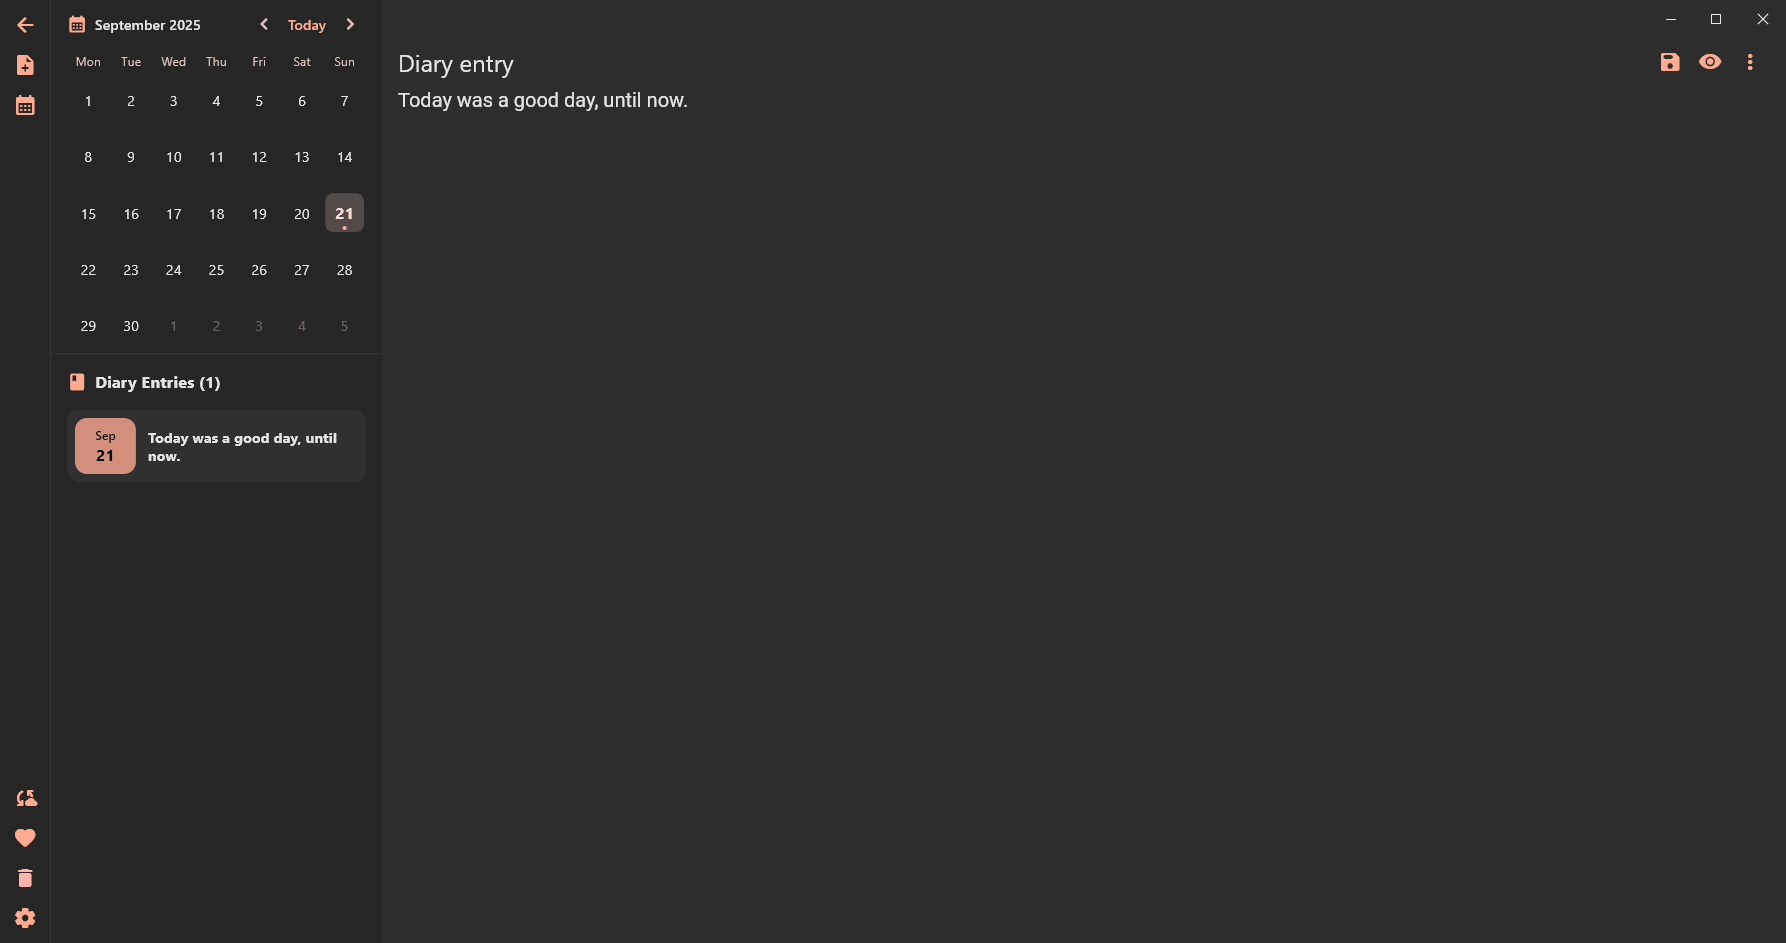 September 2025
Today
Mon Tue Wed Thu Fri Sat Sun
1 2 3 4 5 6 7
8 9 10 11 12 13 14
15 16 17 18 19 20 21
22 23 24 25 26 27 28
29 30 1 2 3 4 5
Diary Entries (1)
Sep
21
Today was a good day, until
now.
Diary entry
Today was a good day, until now.